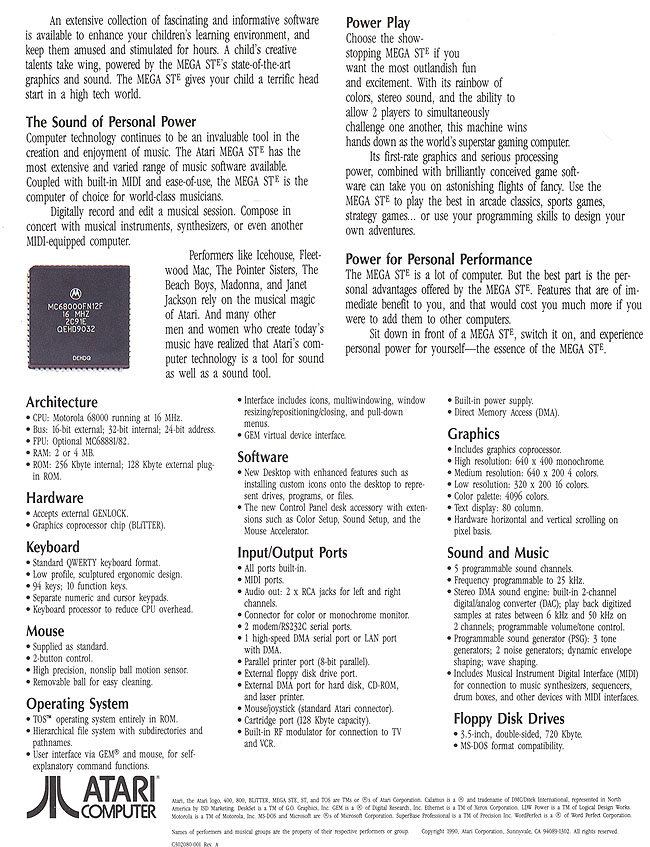 An extensive collection of fascinating and informative software
is available to enhance your children's learning environment, and
keep them amused and stimulated for hours. A child's creative
talents take wing, powered by the MEGA STE's state-of-the-art
graphics and sound. The MEGA STE gives your child a terrific head
start in a high tech world.
The Sound of Personal Power
Computer technology continues to be an invaluable tool in the
creation and enjoyment of music. The Atari MEGA STE has the
most extensive and varied range of music software available.
Coupled with built-in MIDI and ease-of-use, the MEGA STE is the
computer of choice for world-class musicians.
Digitally record and edit a musical session. Compose in
concert with musical instruments, synthesizers, or even another
MIDI-equipped computer.
Performers like Icehouse, Fleet-
wood Mac, The Pointer Sisters, The
Beach Boys, Madonna, and Janet
Jackson rely on the musical magic
of Atari. And many other
men and women who create today's
music have realized that Atari's com-
puter technology is a tool for sound
as well as a sound tool.
MC68000FN12F
16 MHZ
2C91E
QEHD9032
DEHDQ
Power Play
Choose the show-
stopping MEGA STE if you
want the most outlandish fun
and excitement. With its rainbow of
colors, stereo sound, and the ability to
allow 2 players to simultaneously
challenge one another, this machine wins
hands down as the world's superstar gaming computer.
Its first-rate graphics and serious processing
power, combined with brilliantly conceived game soft-
ware can take you on astonishing flights of fancy. Use the
MEGA STE to play the best in arcade classics, sports games,
strategy games... or use your programming skills to design your
own adventures.
Power for Personal Performance
The MEGA STE is a lot of computer. But the best part is the per-
sonal advantages offered by the MEGA STE. Features that are of im-
mediate benefit to you, and that would cost you much more if you
were to add them to other computers.
Sit down in front of a MEGA STE, switch it on, and experience
personal power for yourself—the essence of the MEGA STE.
Architecture
• CPU: Motorola 68000 running at 16 MHz.
• Bus: 16-bit external; 32-bit internal; 24-bit address.
• FPU: Optional MC68881/82.
• RAM: 2 or 4 MB.
• ROM: 256 Kbyte internal; 128 Kbyte external plug-
in ROM.
Hardware
• Accepts external GENLOCK.
• Graphics coprocessor chip (BLiTTER).
Keyboard
• Standard QWERTY keyboard format.
• Low profile, sculptured ergonomic design.
• 94 keys; 10 function keys.
• Separate numeric and cursor keypads.
• Keyboard processor to reduce CPU overhead.
Mouse
• Supplied as standard.
• 2-button control.
• High precision, nonslip ball motion sensor.
• Removable ball for easy cleaning.
Operating System
• TOS™ operating system entirely in ROM.
• Hierarchical file system with subdirectories and
pathnames.
• User interface via GEM® and mouse, for self-
explanatory command functions.
• Interface includes icons, multiwindowing, window
resizing/repositioning/closing, and pull-down
menus.
• GEM virtual device interface.
Software
• New Desktop with enhanced features such as
installing custom icons onto the desktop to repre-
sent drives, programs, or files.
• The new Control Panel desk accessory with exten-
sions such as Color Setup, Sound Setup, and the
Mouse Accelerator.
Input/Output Ports
• All ports built-in.
• MIDI ports.
• Audio out: 2 x RCA jacks for left and right
channels.
• Connector for color or monochrome monitor.
• 2 modem/RS232C serial ports.
• 1 high-speed DMA serial port or LAN port
with DMA.
• Parallel printer port (8-bit parallel).
• External floppy disk drive port.
• External DMA port for hard disk, CD-ROM,
and laser printer.
• Mouse/joystick (standard Atari connector).
• Cartridge port (128 Kbyte capacity).
• Built-in RF modulator for connection to TV
and VCR.
• Built-in power supply.
• Direct Memory Access (DMA).
Graphics
• Includes graphics coprocessor.
• High resolution: 640 x 400 monochrome.
• Medium resolution: 640 x 200 4 colors.
• Low resolution: 320 x 200 16 colors.
• Color palette: 4096 colors.
• Text display: 80 column.
• Hardware horizontal and vertical scrolling on
pixel basis.
Sound and Music
• 5 programmable sound channels.
• Frequency programmable to 25 kHz.
• Stereo DMA sound engine: built-in 2-channel
digital/analog converter (DAC); play back digitized
samples at rates between 6 kHz and 50 kHz on
2 channels; programmable volume/tone control.
• Programmable sound generator (PSG): 3 tone
generators; 2 noise generators; dynamic envelope
shaping; wave shaping.
• Includes Musical Instrument Digital Interface (MIDI)
for connection to music synthesizers, sequencers,
drum boxes, and other devices with MIDI interfaces.
Floppy Disk Drives
• 3.5-inch, double-sided, 720 Kbyte.
• MS-DOS format compatibility.
ATARI®
COMPUTER
Atari, the Atari logo, 400, 800, BLiTTER, MEGA STE, ST, and TOS are TMs or ®s of Atari Corporation. Calamus is a ® and tradename of DMC/Ditek International, represented in North
America by ISD Marketing. DeskSet is a TM of G.O. Graphics, Inc. GEM is a ® of Digital Research, Inc. Ethernet is a TM of Xerox Corporation. LDW Power is a TM of Logical Design Works.
Motorola is a TM of Motorola, Inc. MS-DOS and Microsoft are ®s of Microsoft Corporation. SuperBase Professional is a TM of Precision Inc. WordPerfect is a ® of Word Perfect Corporation.
Names of performers and musical groups are the property of their respective performers or group. Copyright 1990, Atari Corporation, Sunnyvale, CA 94089-1302. All rights reserved.
C302080-001 Rev. A